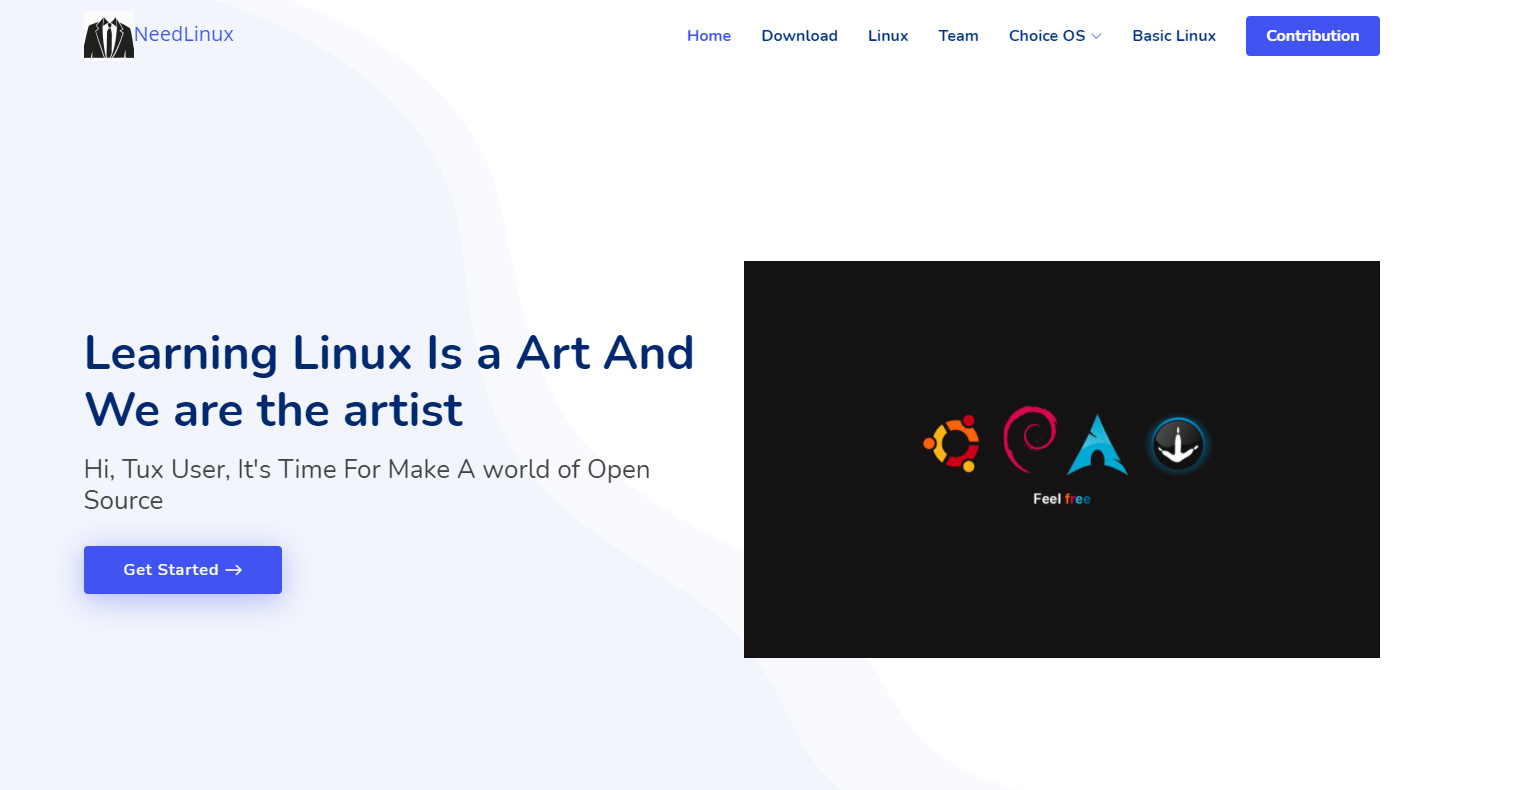 NeedLinux
Home Download Linux Team Choice OS Basic Linux Contribution
Learning Linux Is a Art And
We are the artist
Hi, Tux User, It's Time For Make A world of Open
Source
Get Started
Feel free